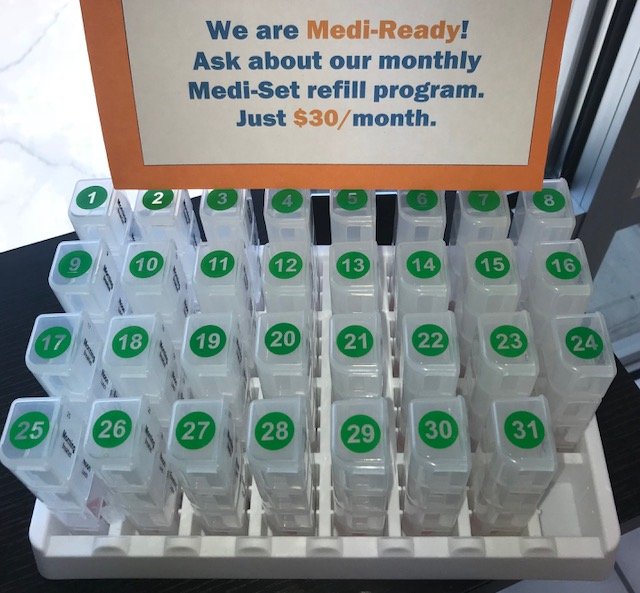 We are Medi-Ready!
Ask about our monthly
Medi-Set refill program.
Just $30/month.
1 2 3 4 5 6 7 8
9 10 11 12 13 14 15 16
17 18 19 20 21 22 23 24
25 26 27 28 29 30 31